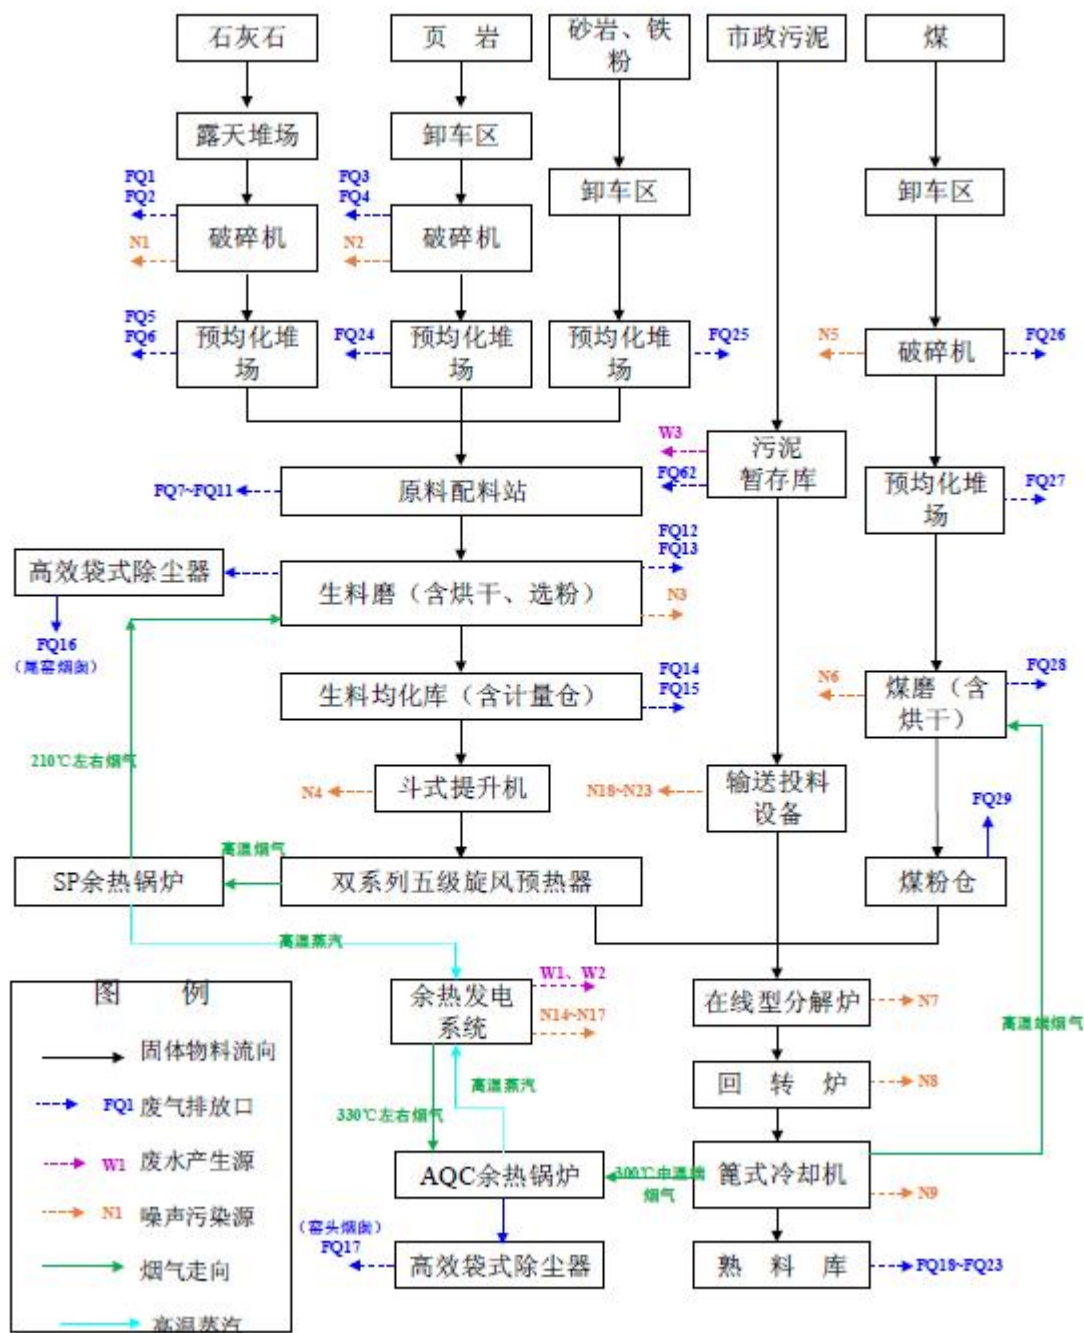 石灰石
页 岩
砂岩、铁
粉
市政污泥
煤
露天堆场
卸车区
FQ1
FQ2
N1
破碎机
FQ3
FQ4
N2
破碎机
卸车区
卸车区
FQ5
FQ6
预均化堆
场
FQ24
预均化堆
场
预均化堆
场
FQ25
N5
破碎机
FQ26
W3
FQ62
污泥
暂存库
FQ7~FQ11
原料配料站
预均化堆
场
FQ27
高效袋式除尘器
FQ16
(尾窑烟囱)
生料磨（含烘干、选粉）
FQ12
FQ13
N3
生料均化库（含计量仓）
FQ14
FQ15
N6
煤磨（含
烘干）
FQ28
210℃左右烟气
N4
斗式提升机
N18~N23
输送投料
设备
FQ29
SP余热锅炉
高温烟气
双系列五级旋风预热器
煤粉仓
高温蒸汽
余热发电
系统
W1、W2
N14~N17
在线型分解炉
N7
高温端烟气
回 转 炉
N8
330℃左右烟气
高温蒸汽
AQC余热锅炉
300℃中温端
烟气
篦式冷却机
N9
(窑头烟囱)
FQ17
高效袋式除尘器
熟 料 库
FQ18~FQ23
图 例
固体物料流向
FQ1 废气排放口
W1 废水产生源
N1 噪声污染源
烟气走向
高温蒸汽